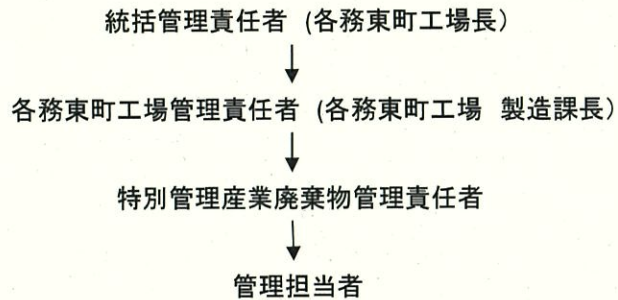 統括管理責任者 (各務東町工場長)
各務東町工場管理責任者 (各務東町工場 製造課長)
特別管理産業廃棄物管理責任者
管理担当者